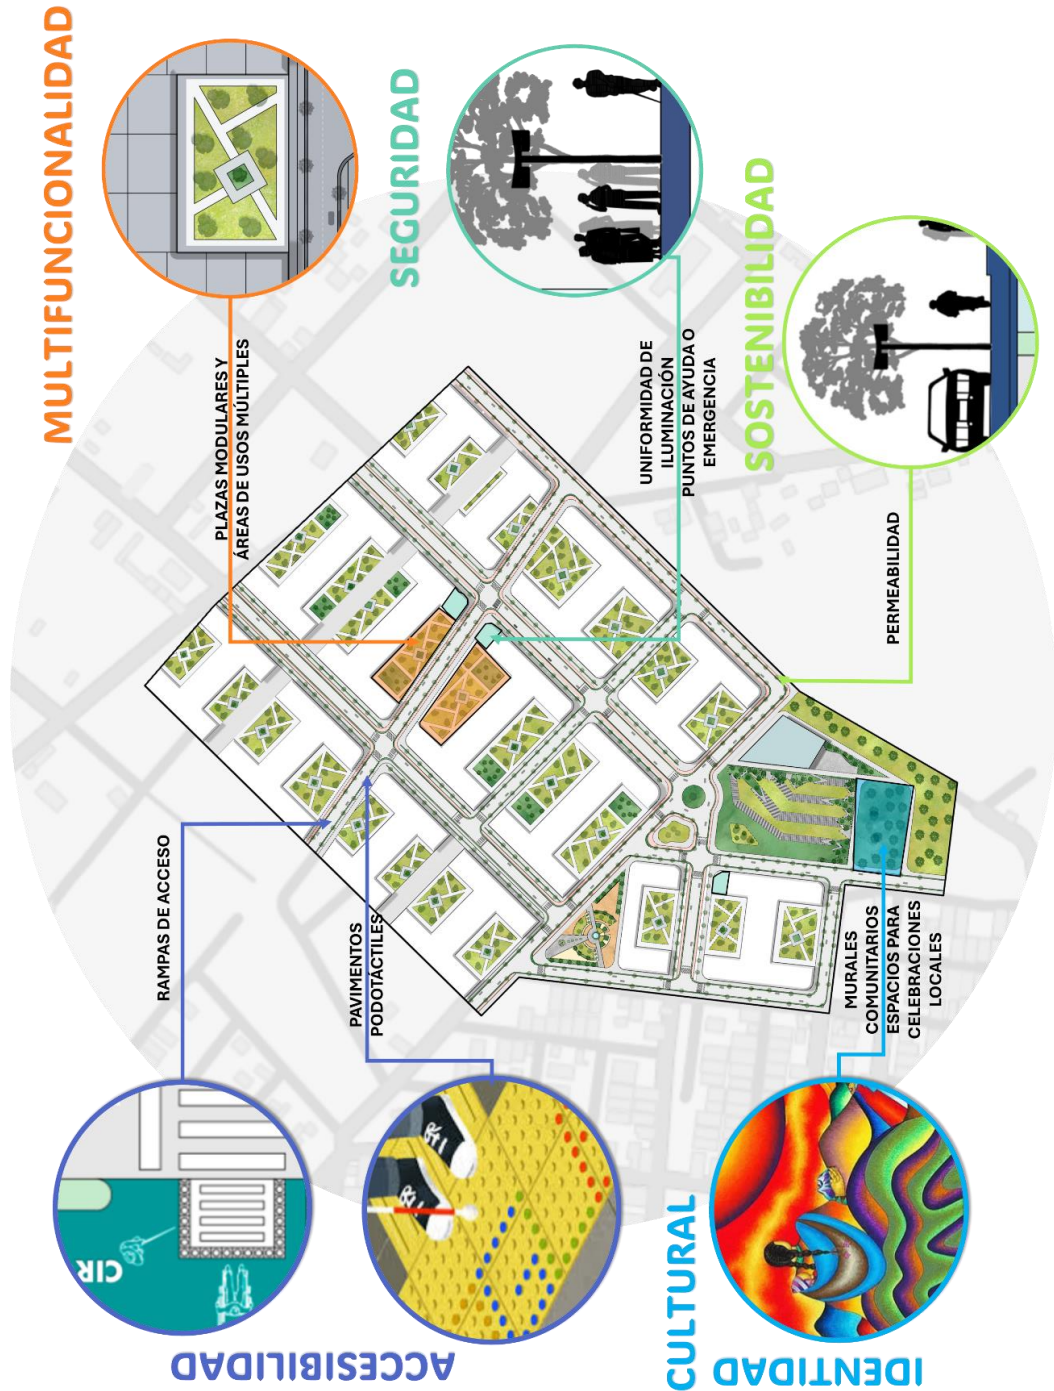 MULTIFUNCIONALIDAD
PLAZAS MODULARES Y
ÁREAS DE USOS MÚLTIPLES
SEGURIDAD
UNIFORMIDAD DE
ILUMINACIÓN
PUNTOS DE AYUDA O
EMERGENCIA
SOSTENIBILIDAD
PERMEABILIDAD
ACCESIBILIDAD
RAMPAS DE ACCESO
CIR
PAVIMENTOS
PODOTÁCTILES
IDENTIDAD
CULTURAL
MURALES
COMUNITARIOS
ESPACIOS PARA
CELEBRACIONES
LOCALES